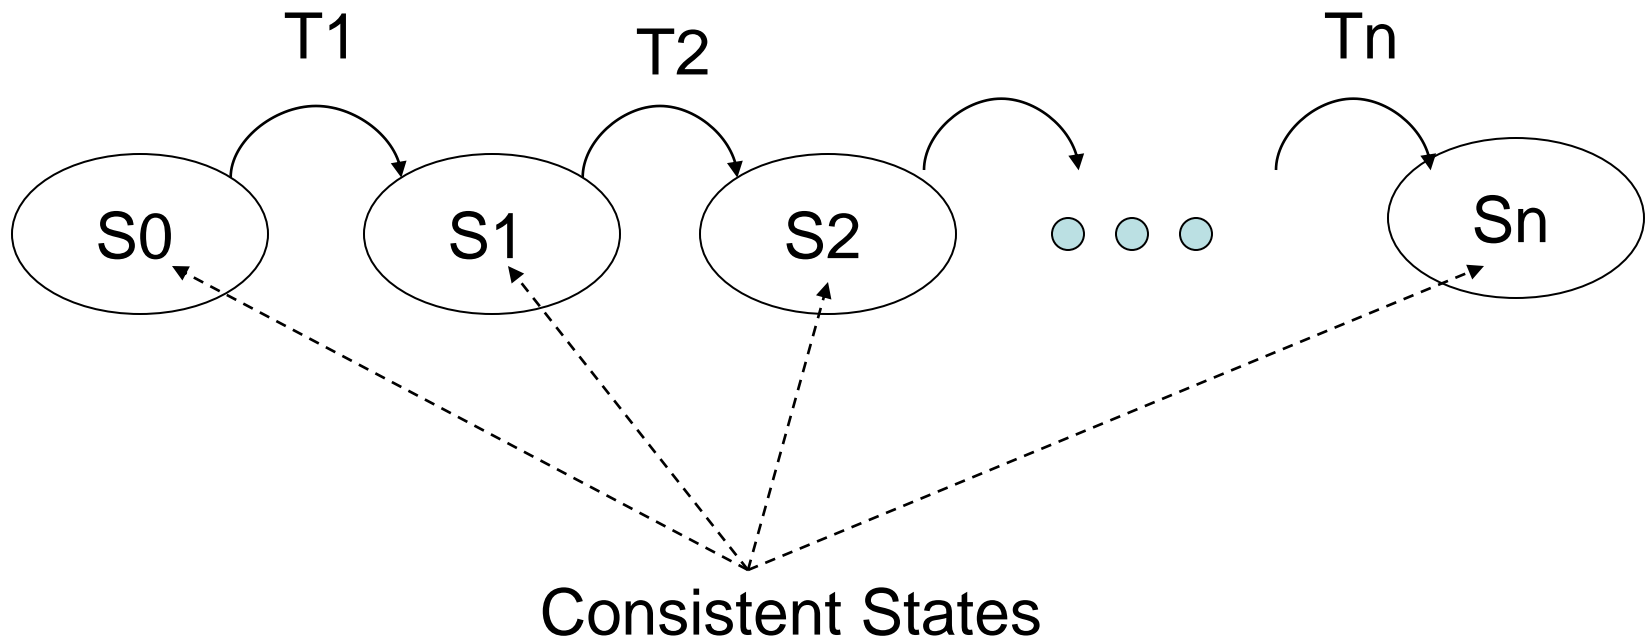 T1
T2
Tn
S0
S1
S2
Sn
Consistent States